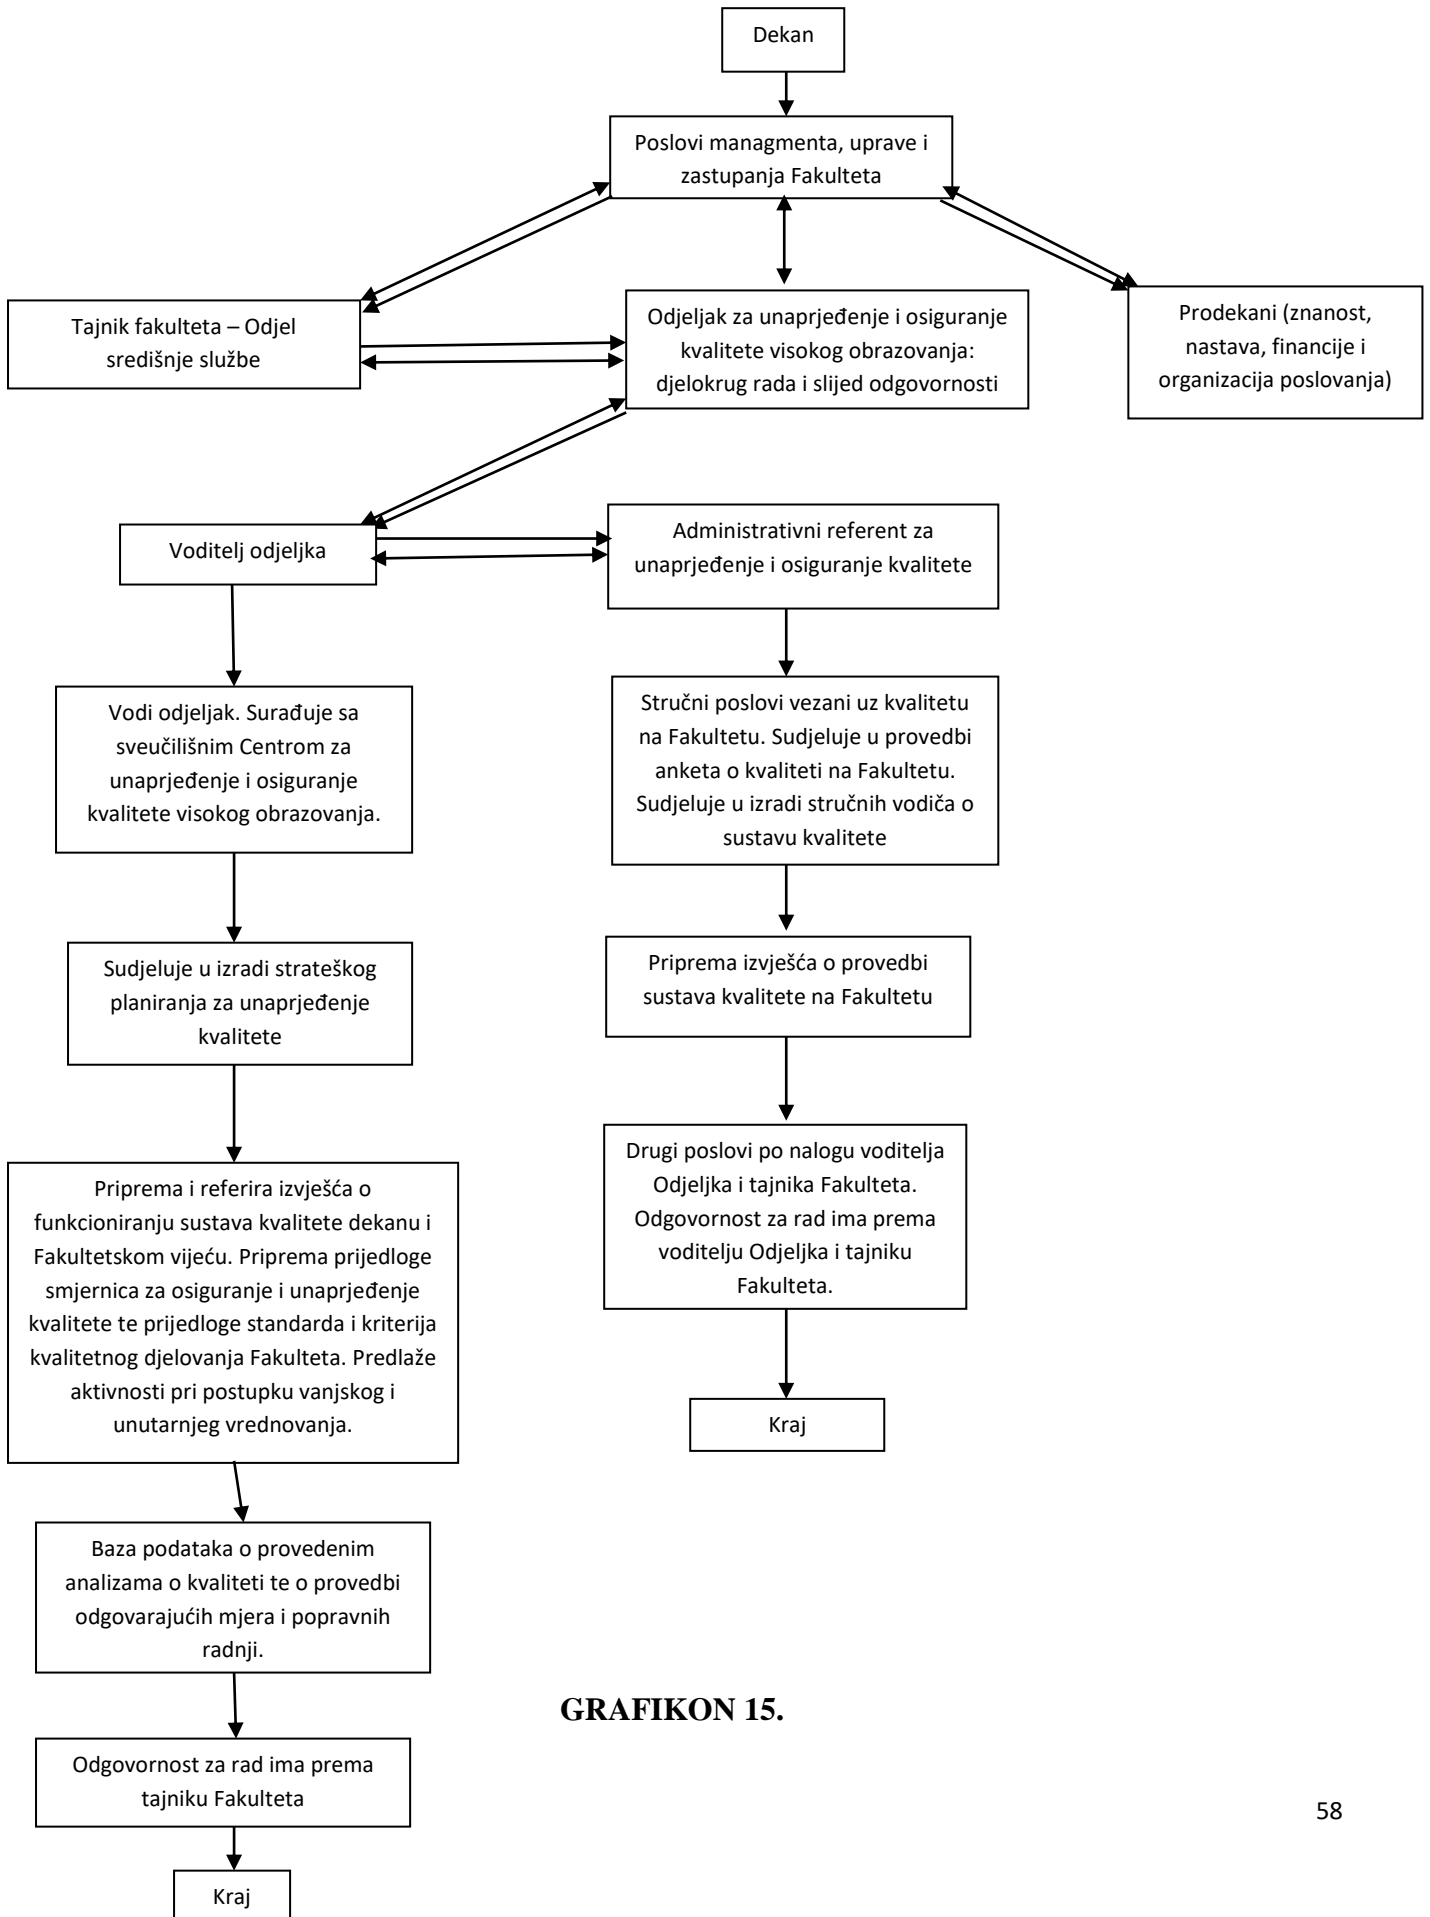 Dekan
Poslovi managmenta, uprave i
zastupanja Fakulteta
Tajnik fakulteta – Odjel
središnje službe
Odjeljak za unaprjeđenje i osiguranje
kvalitete visokog obrazovanja:
djelokrug rada i slijed odgovornosti
Prodekani (znanost,
nastava, financije i
organizacija poslovanja)
Voditelj odjeljka
Administrativni referent za
unaprjeđenje i osiguranje kvalitete
Vodi odjeljak. Surađuje sa
sveučilišnim Centrom za
unaprjeđenje i osiguranje
kvalitete visokog obrazovanja.
Stručni poslovi vezani uz kvalitetu
na Fakultetu. Sudjeluje u provedbi
anketa o kvaliteti na Fakultetu.
Sudjeluje u izradi stručnih vodiča o
sustavu kvalitete
Sudjeluje u izradi strateškog
planiranja za unaprjeđenje
kvalitete
Priprema izvješća o provedbi
sustava kvalitete na Fakultetu
Priprema i referira izvješća o
funkcioniranju sustava kvalitete dekanu i
Fakultetskom vijeću. Priprema prijedloge
smjernica za osiguranje i unaprjeđenje
kvalitete te prijedloge standarda i kriterija
kvalitetnog djelovanja Fakulteta. Predlaže
aktivnosti pri postupku vanjskog i
unutarnjeg vrednovanja.
Drugi poslovi po nalogu voditelja
Odjeljka i tajnika Fakulteta.
Odgovornost za rad ima prema
voditelju Odjeljka i tajniku
Fakulteta.
Kraj
Baza podataka o provedenim
analizama o kvaliteti te o provedbi
odgovarajućih mjera i popravnih
radnji.
GRAFIKON 15.
Odgovornost za rad ima prema
tajniku Fakulteta
58
Kraj